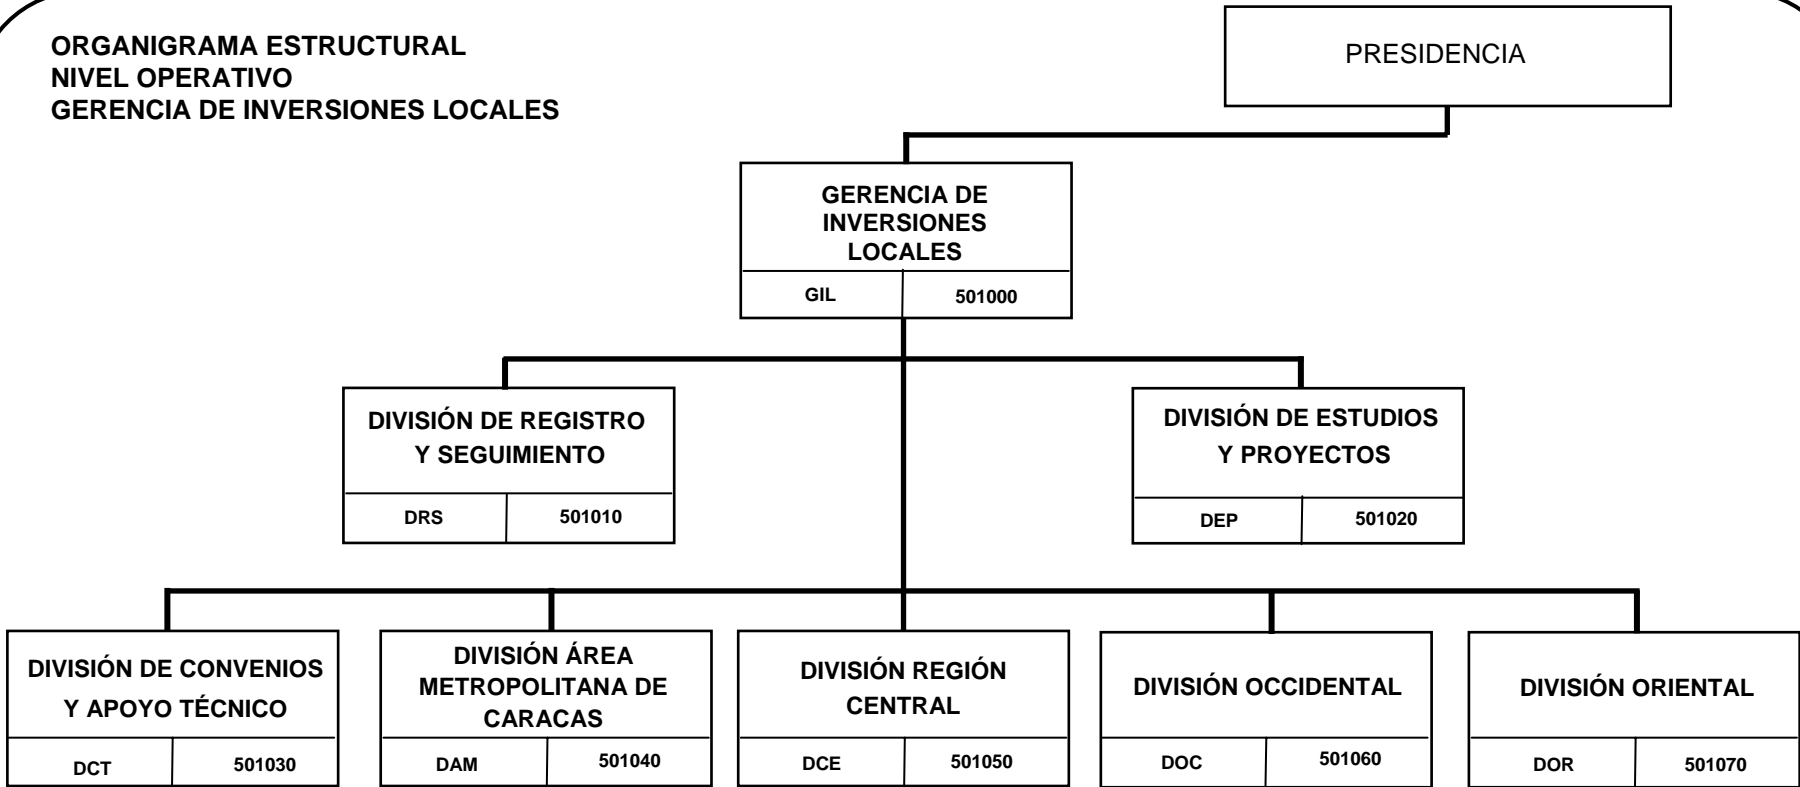 ORGANIGRAMA ESTRUCTURAL
NIVEL OPERATIVO
GERENCIA DE INVERSIONES LOCALES
PRESIDENCIA
GERENCIA DE
INVERSIONES
LOCALES
GIL 501000
DIVISIÓN DE REGISTRO
Y SEGUIMIENTO
DRS 501010
DIVISIÓN DE ESTUDIOS
Y PROYECTOS
DEP 501020
DIVISIÓN DE CONVENIOS
Y APOYO TÉCNICO
DCT 501030
DIVISIÓN ÁREA
METROPOLITANA DE
CARACAS
DAM 501040
DIVISIÓN REGIÓN
CENTRAL
DCE 501050
DIVISIÓN OCCIDENTAL
DOC 501060
DIVISIÓN ORIENTAL
DOR 501070